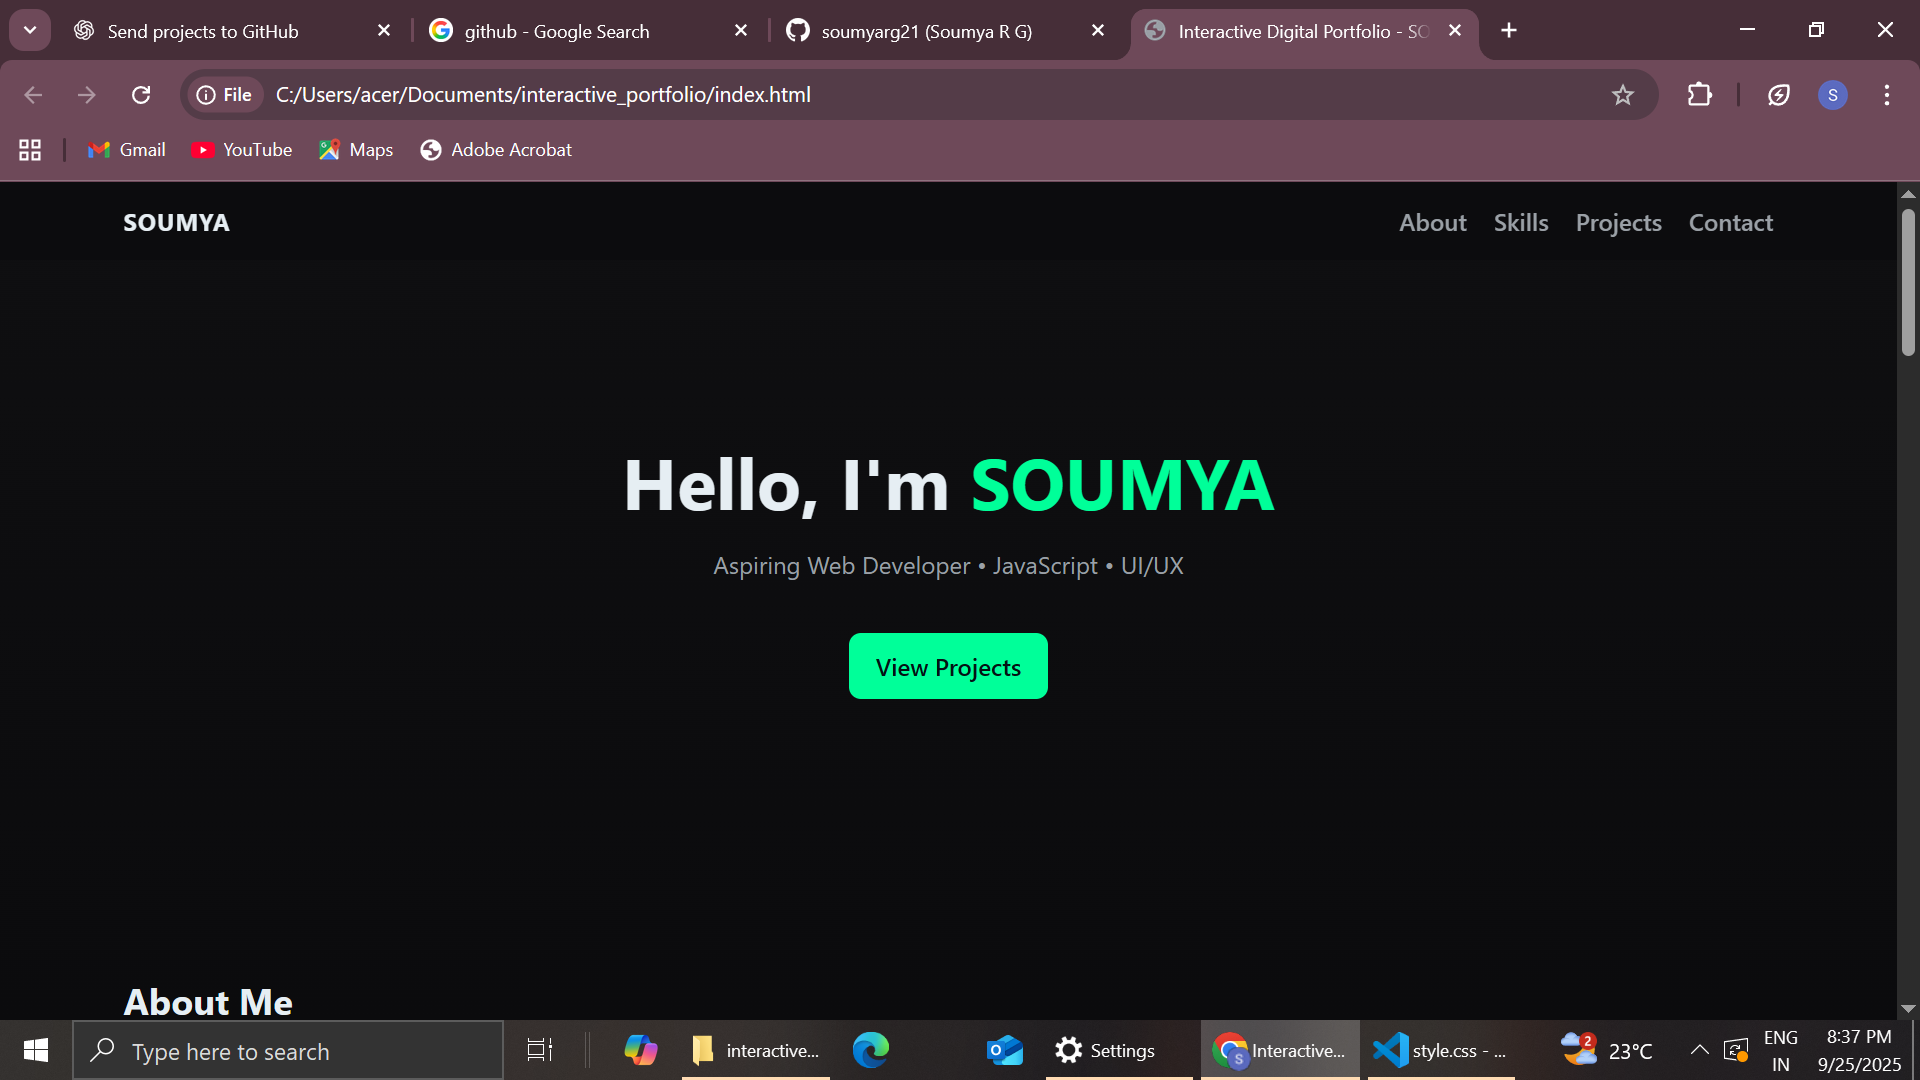 Send projects to GitHub
github - Google Search
soumyarg21 (Soumya R G)
Interactive Digital Portfolio - SO
File
C:/Users/acer/Documents/interactive_portfolio/index.html
S
Gmail
YouTube
Maps
Adobe Acrobat
SOUMYA
About
Skills
Projects
Contact
Hello, I'm SOUMYA
Aspiring Web Developer • JavaScript • UI/UX
View Projects
About Me
Type here to search
interactive...
Settings
S
Interactive...
style.css - ...
2
23°C
ENG
IN
8:37 PM
9/25/2025